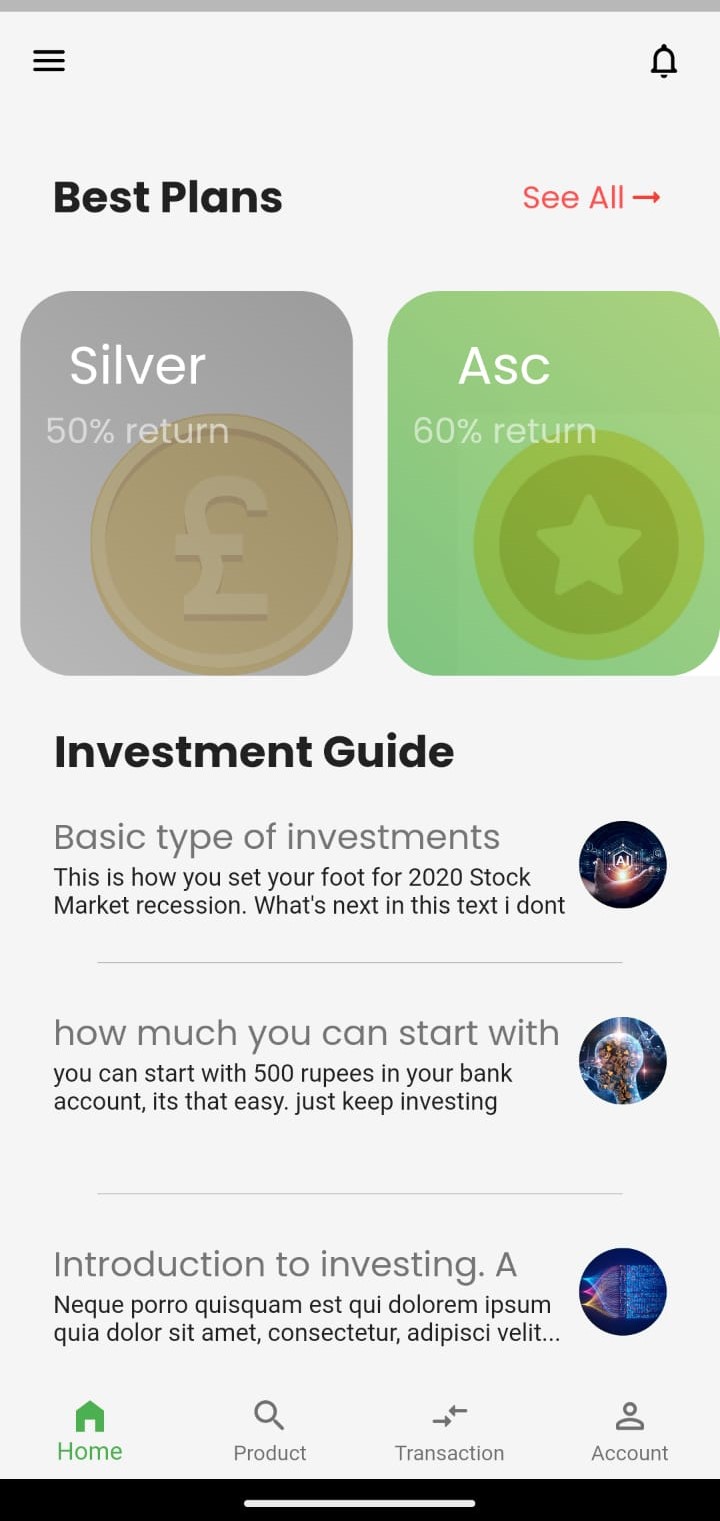 Best Plans
See All
Silver
Asc
50% return
60% return
£
Investment Guide
Basic type of investments
This is how you set your foot for 2020 Stock
Market recession. What's next in this text i dont
AI
how much you can start with
you can start with 500 rupees in your bank
account, its that easy. just keep investing
Introduction to investing. A
Neque porro quisquam est qui dolorem ipsum
quia dolor sit amet, consectetur, adipisci velit...
Home
Product
Transaction
Account